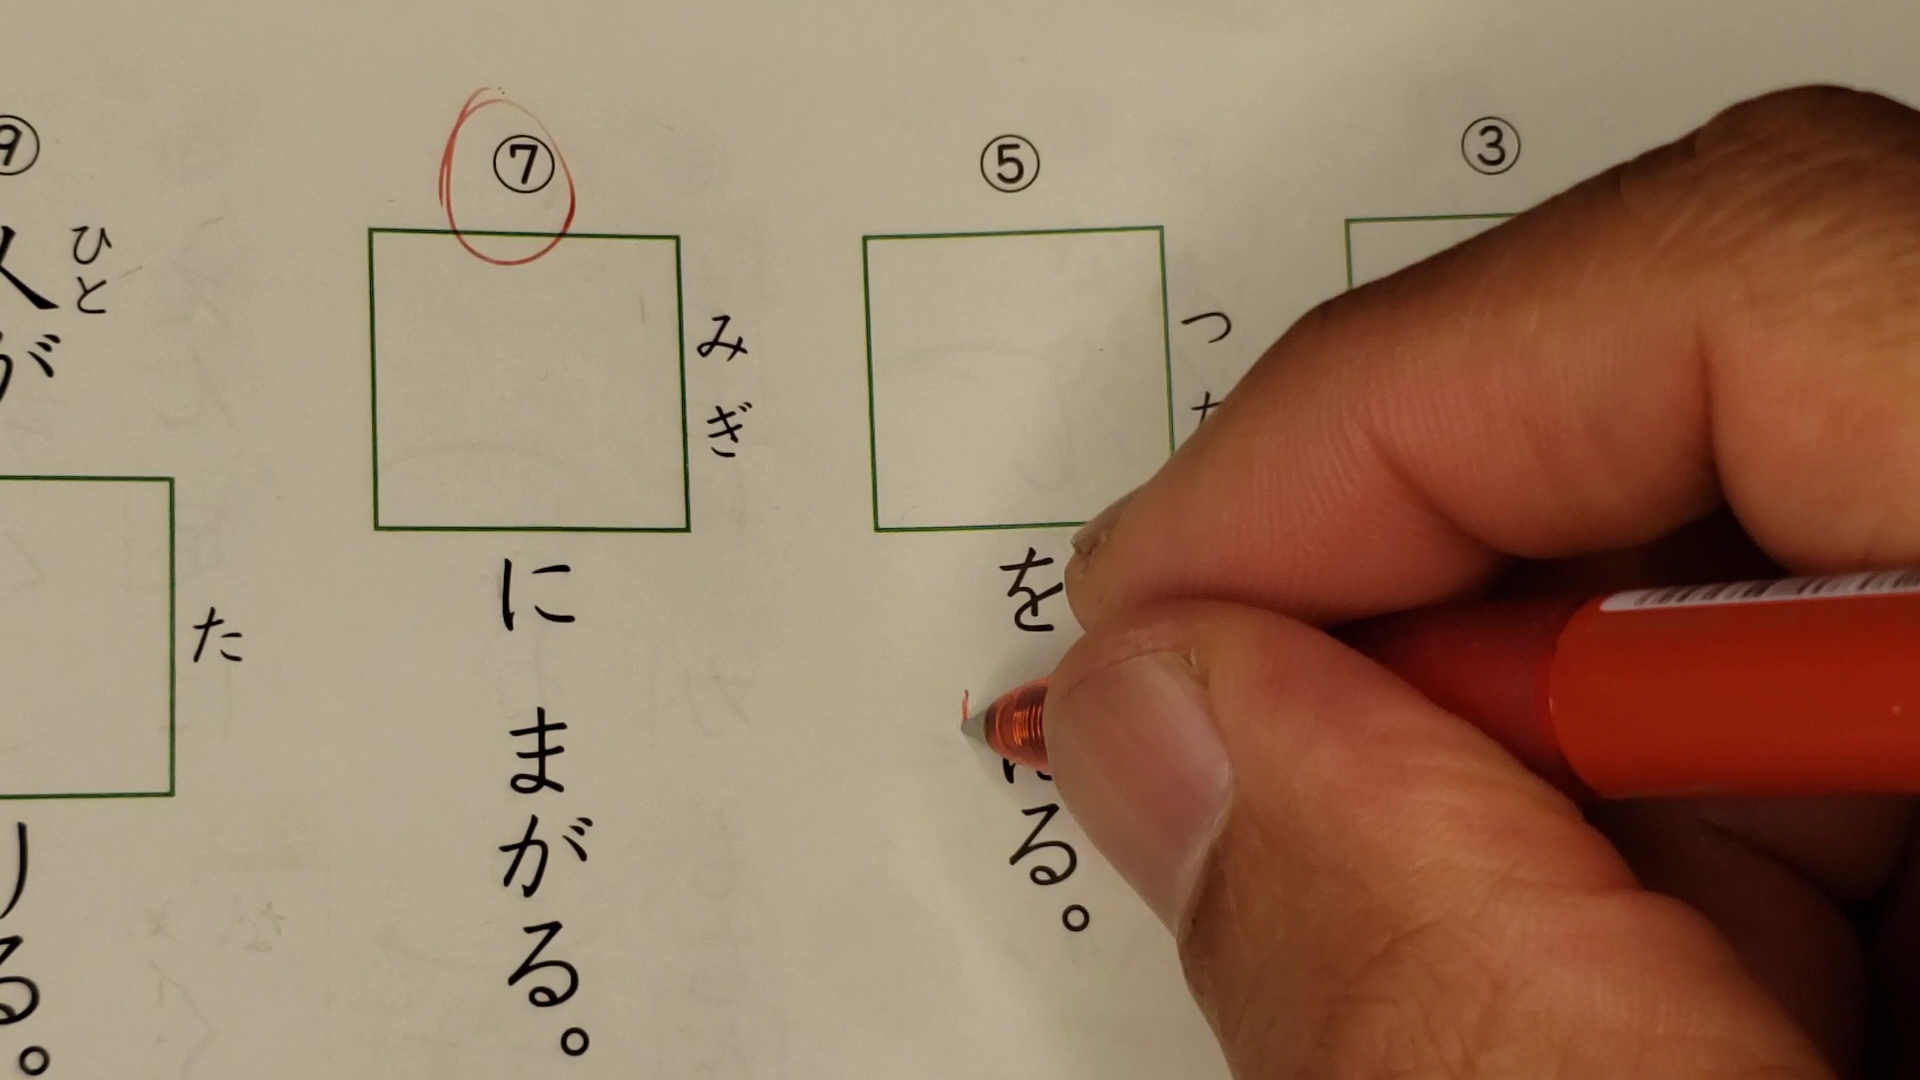 ③
⑤
つ
を
る。
⑦
みぎ
に まがる。
⑨
ひと
人が
た
りる。